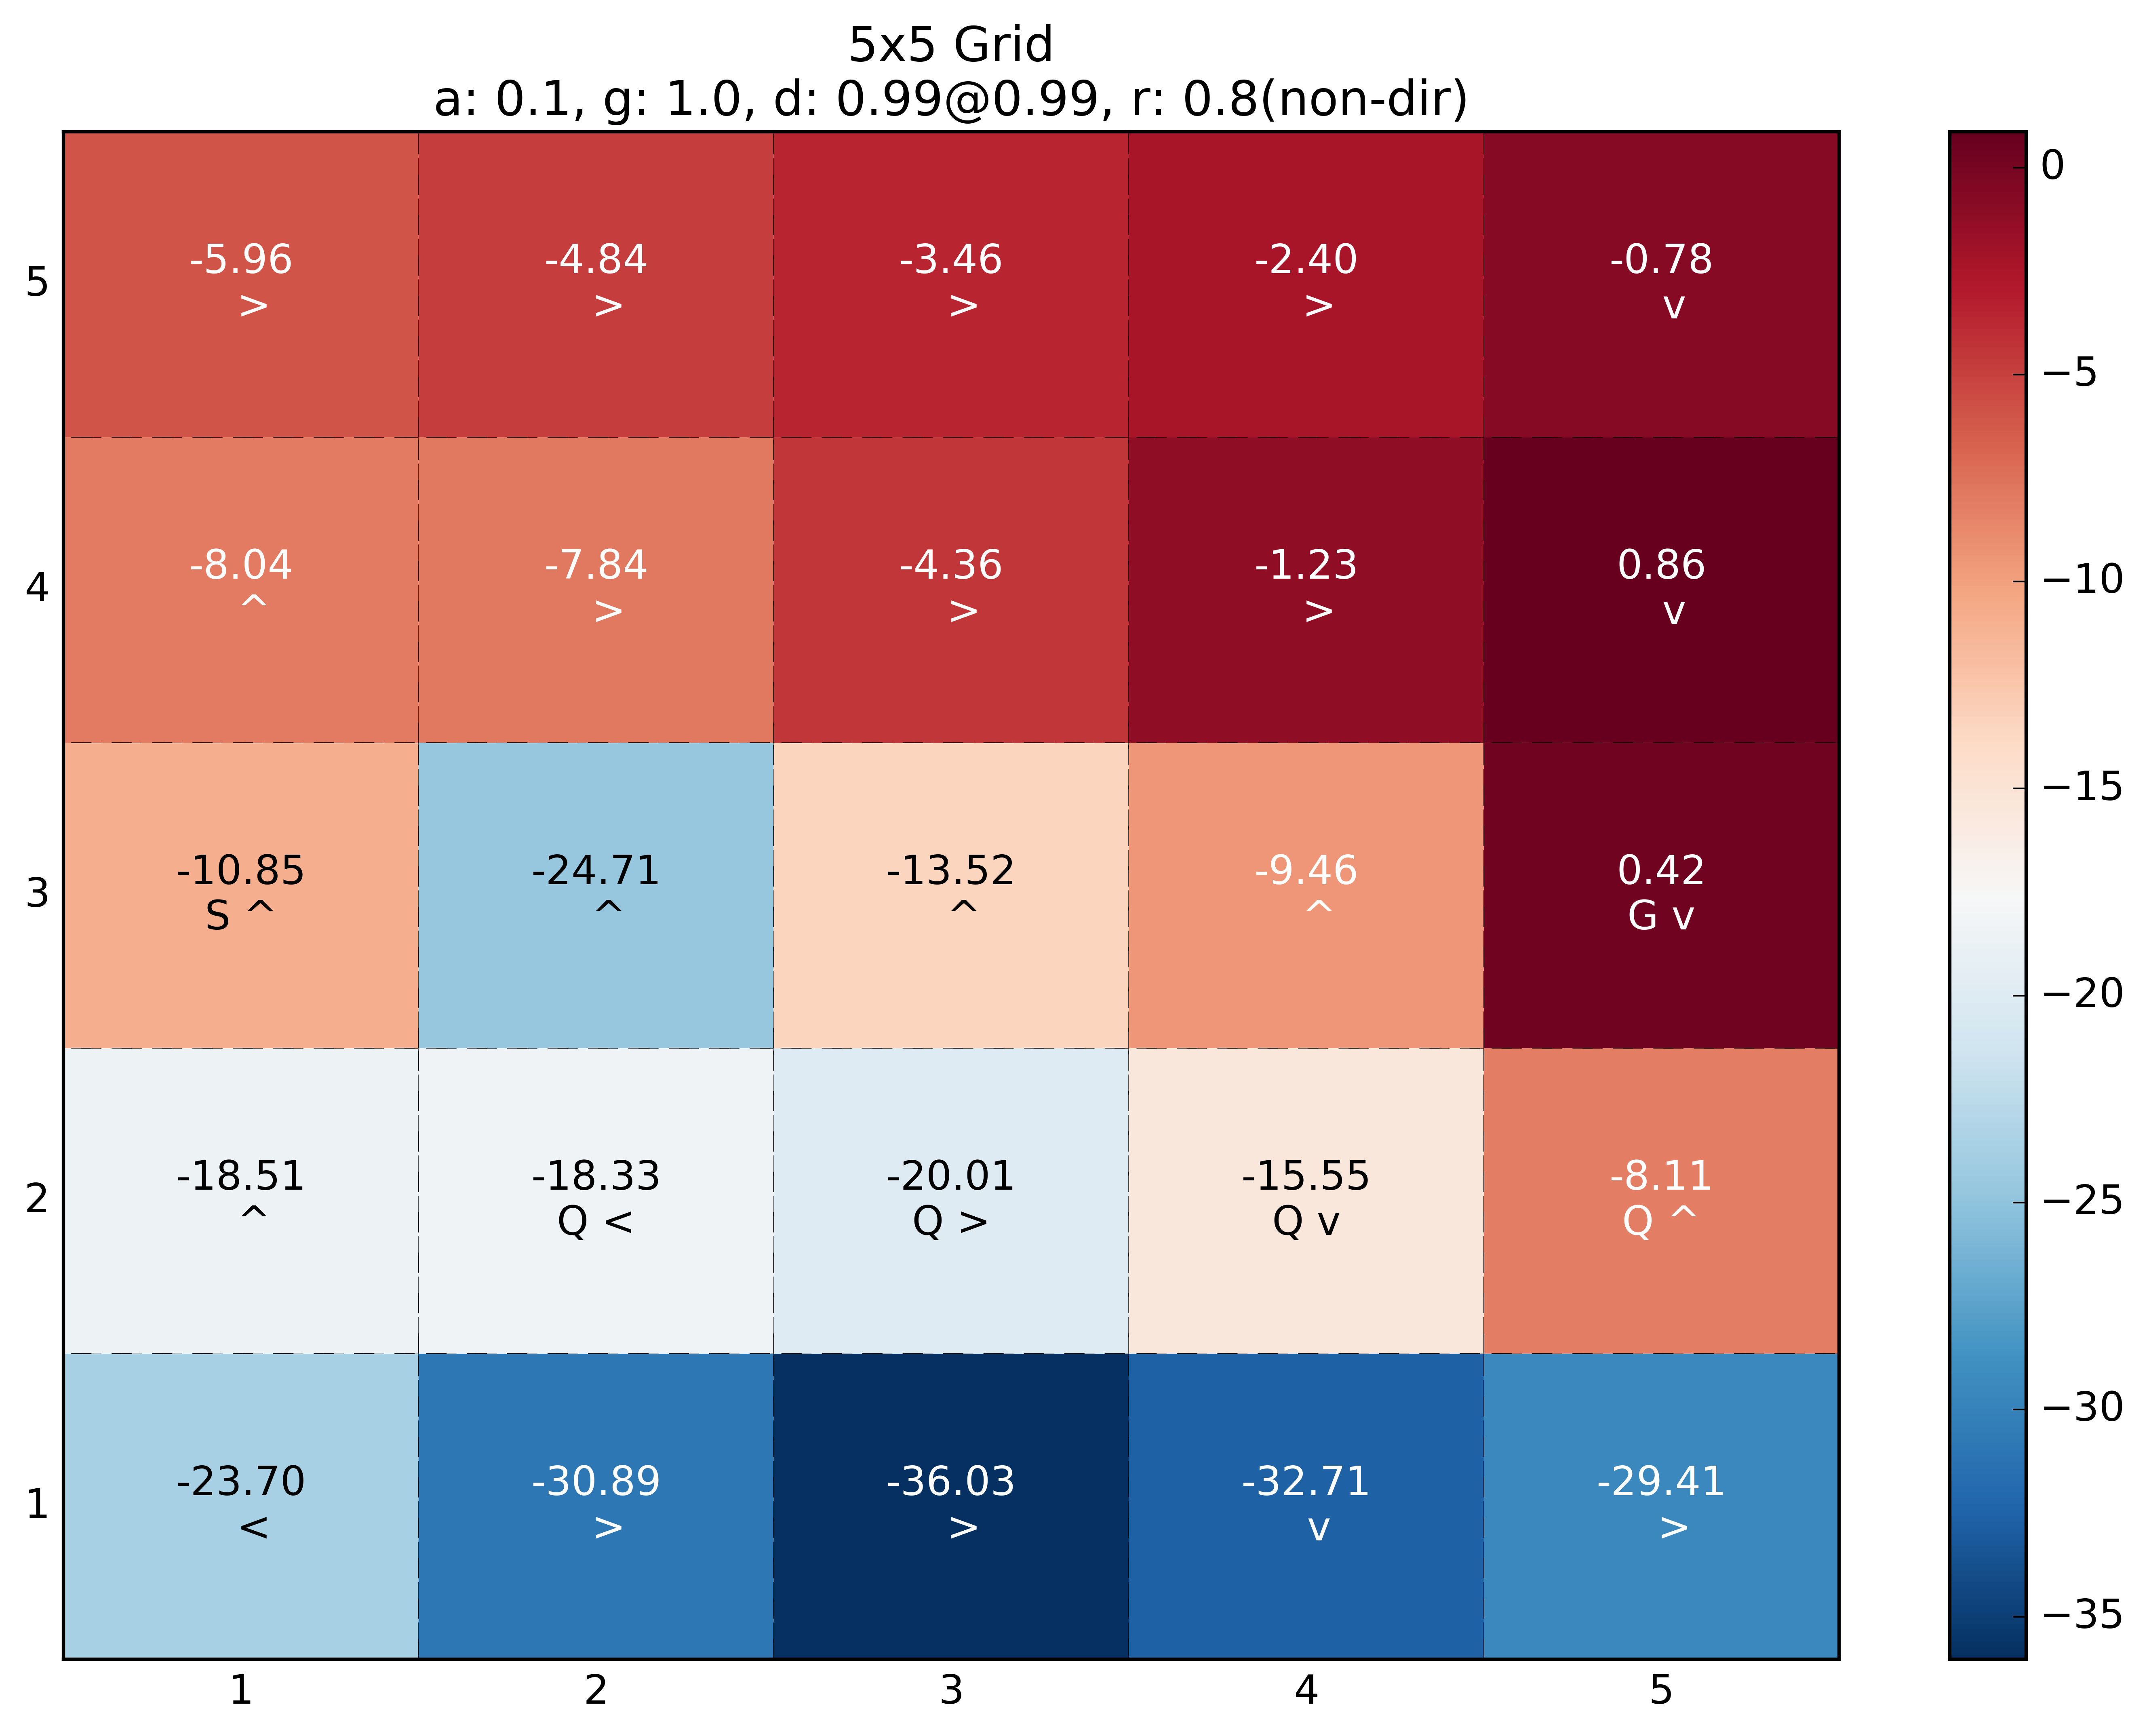 5x5 Grid
a: 0.1, g: 1.0, d: 0.99@0.99, r: 0.8(non-dir)
5
-5.96 -4.84 -3.46 -2.40 -0.78
> > > > v
4
-8.04 -7.84 -4.36 -1.23 0.86
^ > > > v
3
-10.85 -24.71 -13.52 -9.46 0.42
S ^ ^ ^ ^ G v
2
-18.51 -18.33 -20.01 -15.55 -8.11
^ Q < Q > Q v Q ^
1
-23.70 -30.89 -36.03 -32.71 -29.41
< > > v >
1 2 3 4 5
0
−5
−10
−15
−20
−25
−30
−35